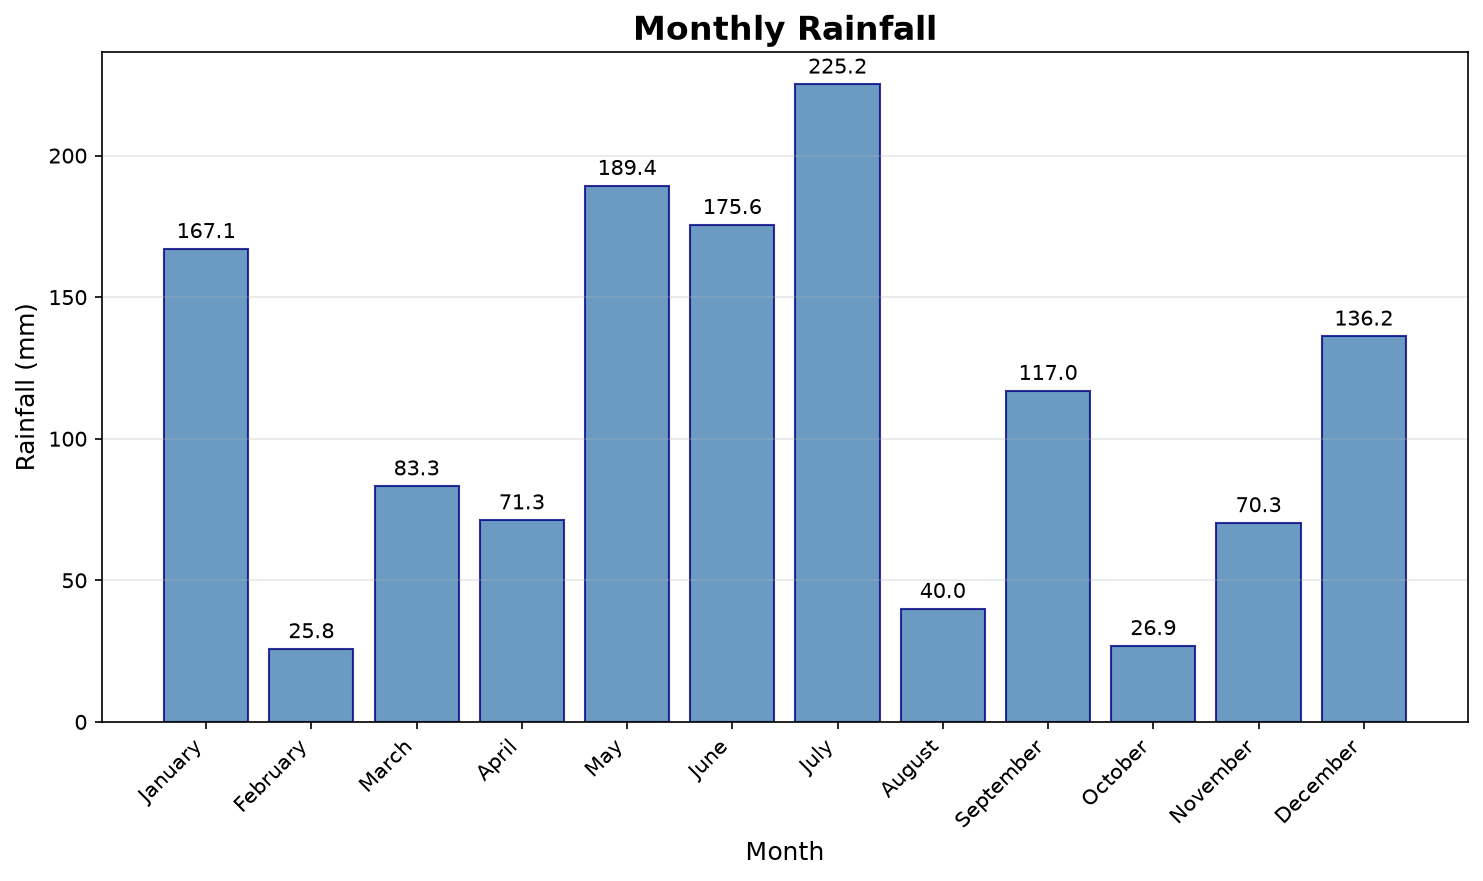 Monthly Rainfall
Rainfall (mm)
200
150
100
50
0
167.1
25.8
83.3
71.3
189.4
175.6
225.2
40.0
117.0
26.9
70.3
136.2
January
February
March
April
May
June
July
August
September
October
November
December
Month